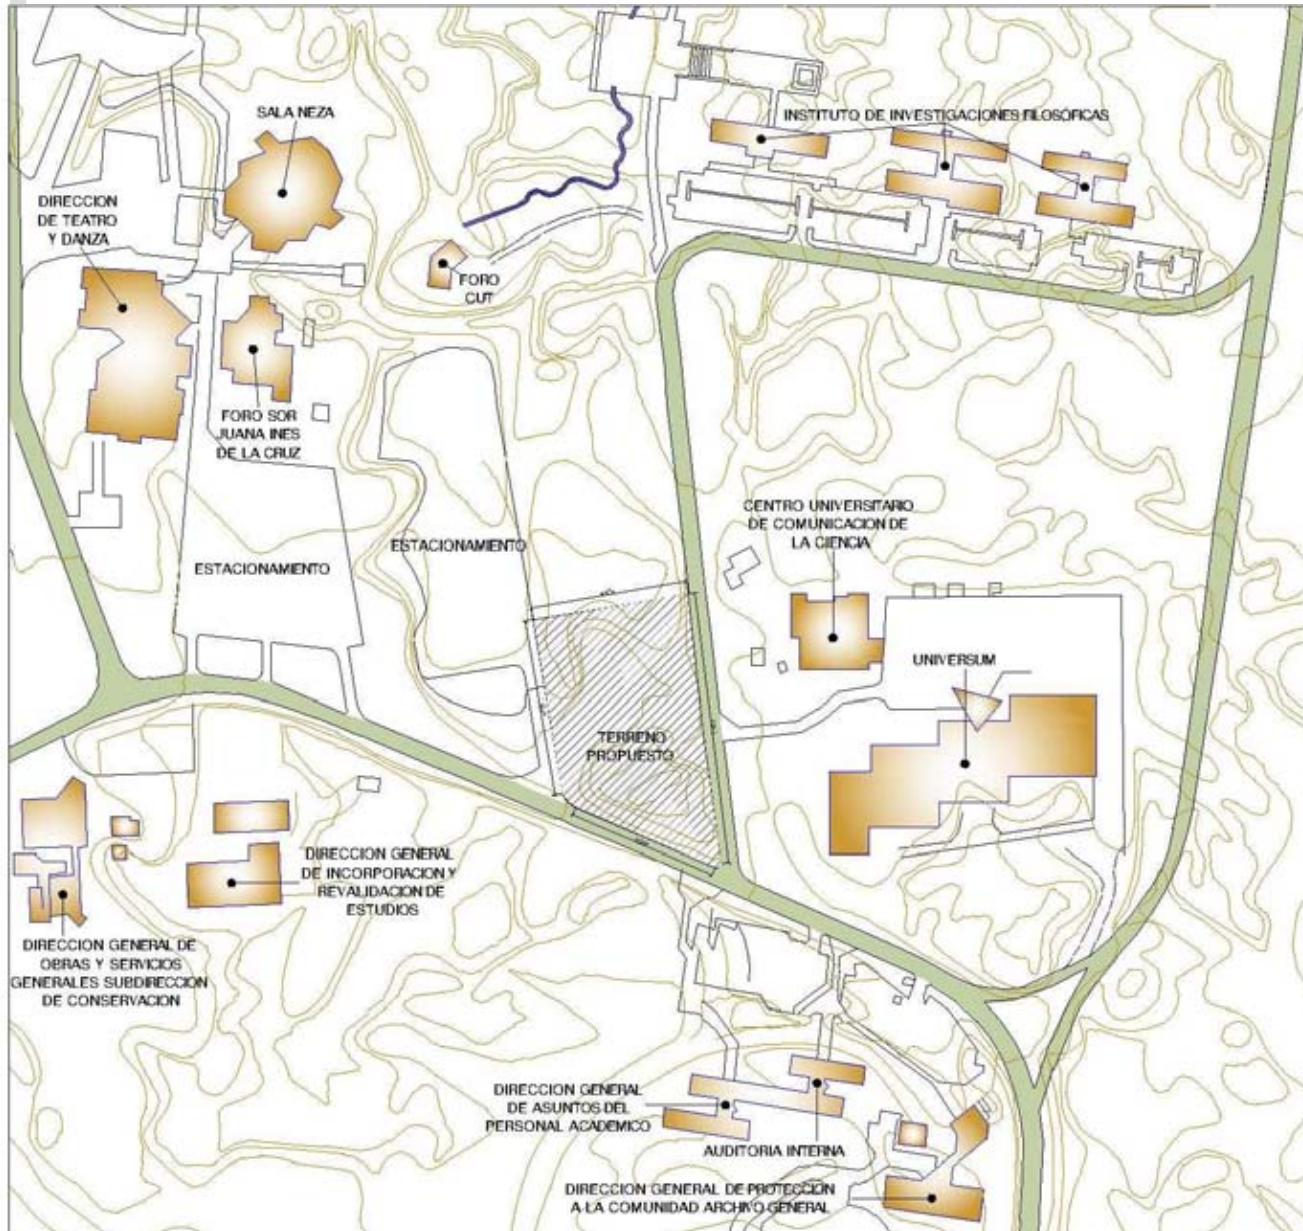 SALA NEZA
INSTITUTO DE INVESTIGACIONES FILOSÓFICAS
DIRECCION
DE TEATRO
Y DANZA
FORO
CUT
FORO SOR
JUANA INES
DE LA CRUZ
CENTRO UNIVERSITARIO
DE COMUNICACION DE
LA CIENCIA
ESTACIONAMIENTO
ESTACIONAMIENTO
UNIVERSUM
TERRENO
PROPUESTO
DIRECCION GENERAL
DE INCORPORACION Y
REVALIDACION DE
ESTUDIOS
DIRECCION GENERAL DE
OBRAS Y SERVICIOS
GENERALES SUBDIRECCION
DE CONSERVACION
DIRECCION GENERAL
DE ASUNTOS DEL
PERSONAL ACADEMICO
AUDITORIA INTERNA
DIRECCION GENERAL DE PROTECCION
A LA COMUNIDAD ARCHIVO GENERAL